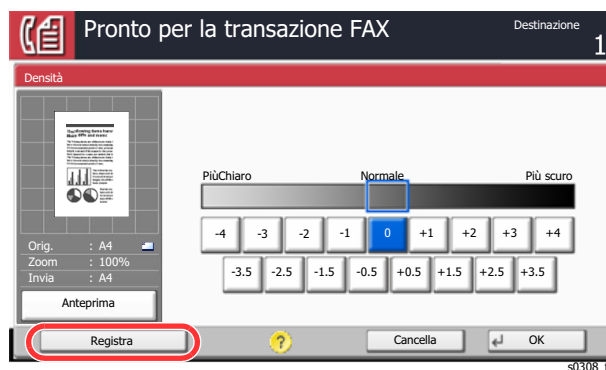 Pronto per la transazione FAX
Destinazione
1
Densità
PiùChiaro Normale Più scuro
-4 -3 -2 -1 0 +1 +2 +3 +4
-3.5 -2.5 -1.5 -0.5 +0.5 +1.5 +2.5 +3.5
Orig. : A4
Zoom : 100%
Invia : A4
Anteprima
Registra
?
Cancella
OK
s0308_